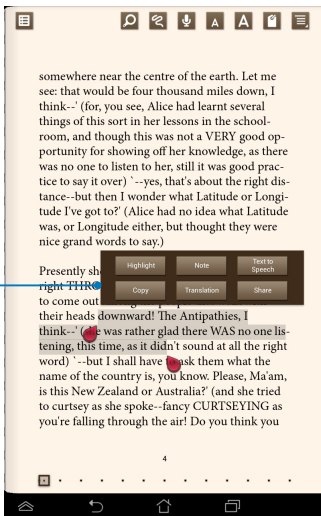 A A
somewhere near the centre of the earth. Let me
see: that would be four thousand miles down, I
think--' (for, you see, Alice had learnt several
things of this sort in her lessons in the school-
room, and though this was not a VERY good op-
portunity for showing off her knowledge, as there
was no one to listen to her, still it was good prac-
tice to say it over) `--yes, that's about the right dis-
tance--but then I wonder what Latitude or Longi-
tude I've got to?' (Alice had no idea what Latitude
was, or Longitude either, but thought they were
nice grand words to say.)
Presently sh
Highlight Note Text to Speech
right THRO
Copy Translation Share
to come out
their heads downward! The Antipathies, I
think--' (she was rather glad there WAS no one lis-
tening, this time, as it didn't sound at all the right
word) `--but I shall have to ask them what the
name of the country is, you know. Please, Ma'am,
is this New Zealand or Australia?' (and she tried
to curtsey as she spoke--fancy CURTSEYING as
you're falling through the air! Do you think you
4